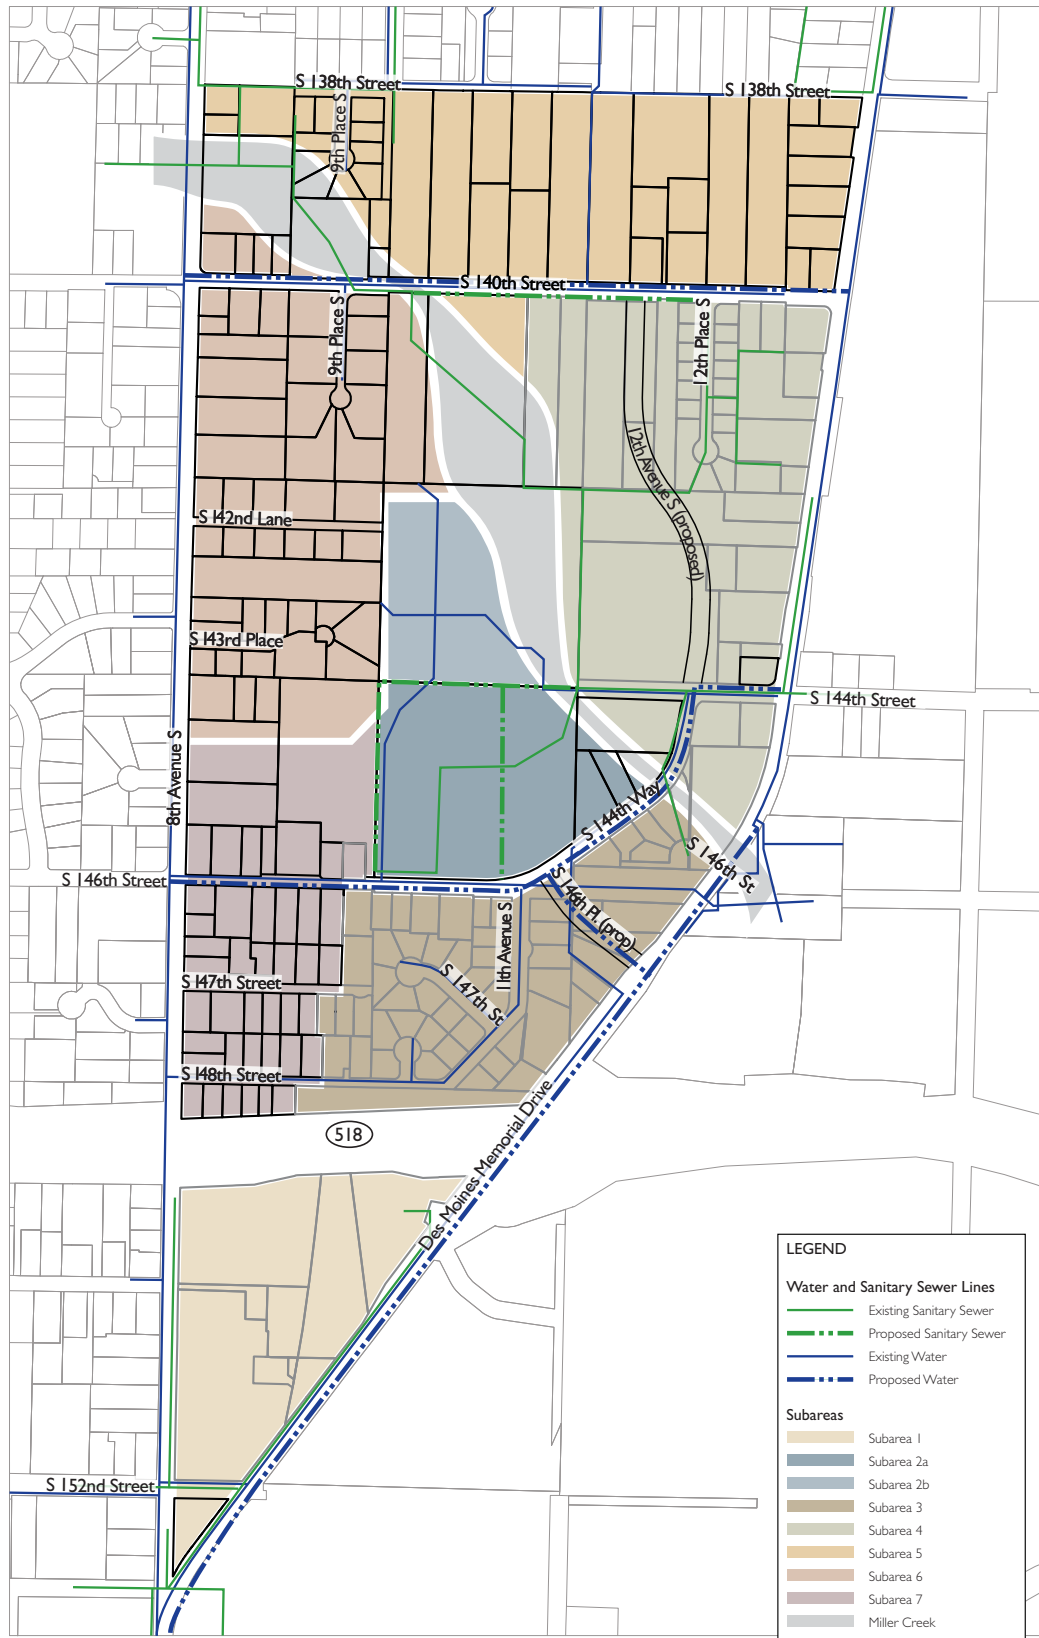 S 138th Street
S 138th Street
9th Place S
S 140th Street
9th Place S
12th Place S
12th Avenue S (proposed)
S 142nd Lane
S 143rd Place
S 144th Street
8th Avenue S
S 144th Way
S 146th St
S 146th Street
S 146th Pl. (prop)
11th Avenue S
S 147th Street
S 147th St
S 148th Street
518
Des Moines Memorial Drive
S 152nd Street
LEGEND
Water and Sanitary Sewer Lines
Existing Sanitary Sewer
Proposed Sanitary Sewer
Existing Water
Proposed Water
Subareas
Subarea 1
Subarea 2a
Subarea 2b
Subarea 3
Subarea 4
Subarea 5
Subarea 6
Subarea 7
Miller Creek